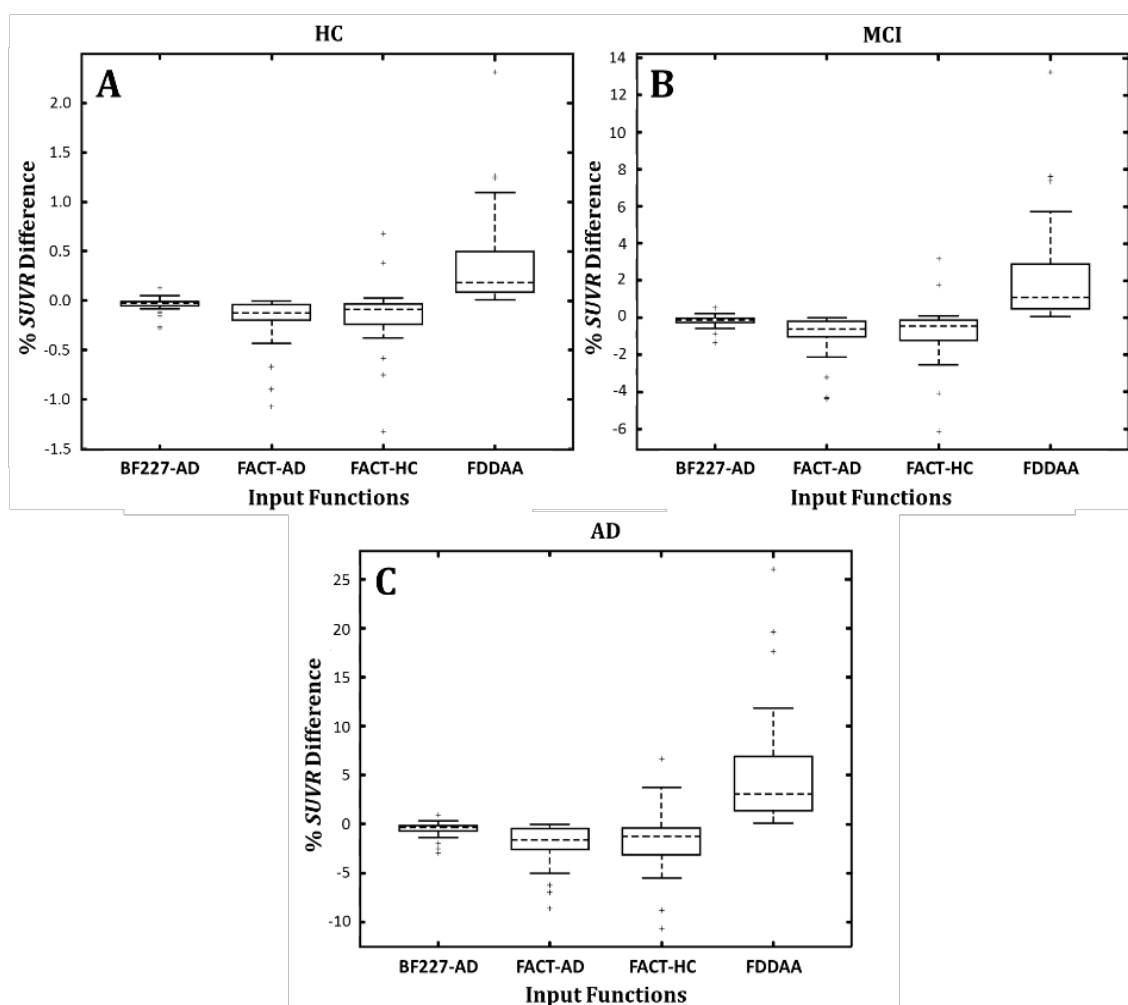 HC
A
% SUVR Difference
2.0
1.5
1.0
0.5
0.0
-0.5
-1.0
-1.5
BF227-AD FACT-AD FACT-HC FDDAA
Input Functions
MCI
B
% SUVR Difference
14
12
10
8
6
4
2
0
-2
-4
-6
BF227-AD FACT-AD FACT-HC FDDAA
Input Functions
AD
C
% SUVR Difference
25
20
15
10
5
0
-5
-10
BF227-AD FACT-AD FACT-HC FDDAA
Input Functions